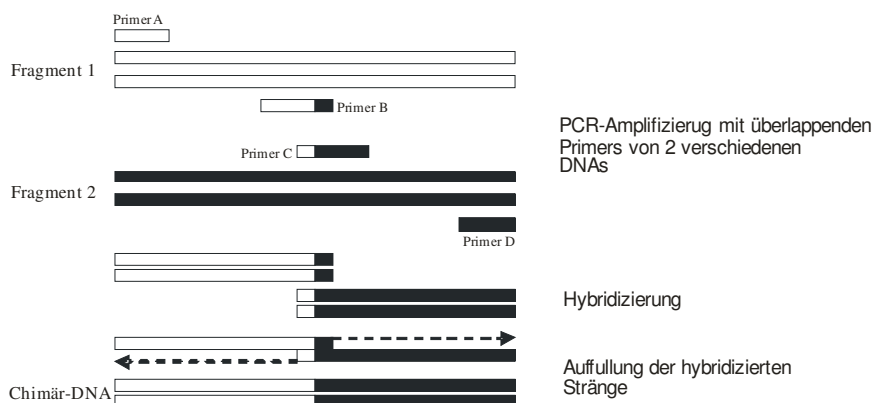 Primer A
Fragment 1
Primer B
PCR-Amplifizierug mit überlappenden
Primers von 2 verschiedenen
DNAs
Primer C
Fragment 2
Primer D
Hybridizierung
Auffullung der hybridizierten
Stränge
Chimär-DNA